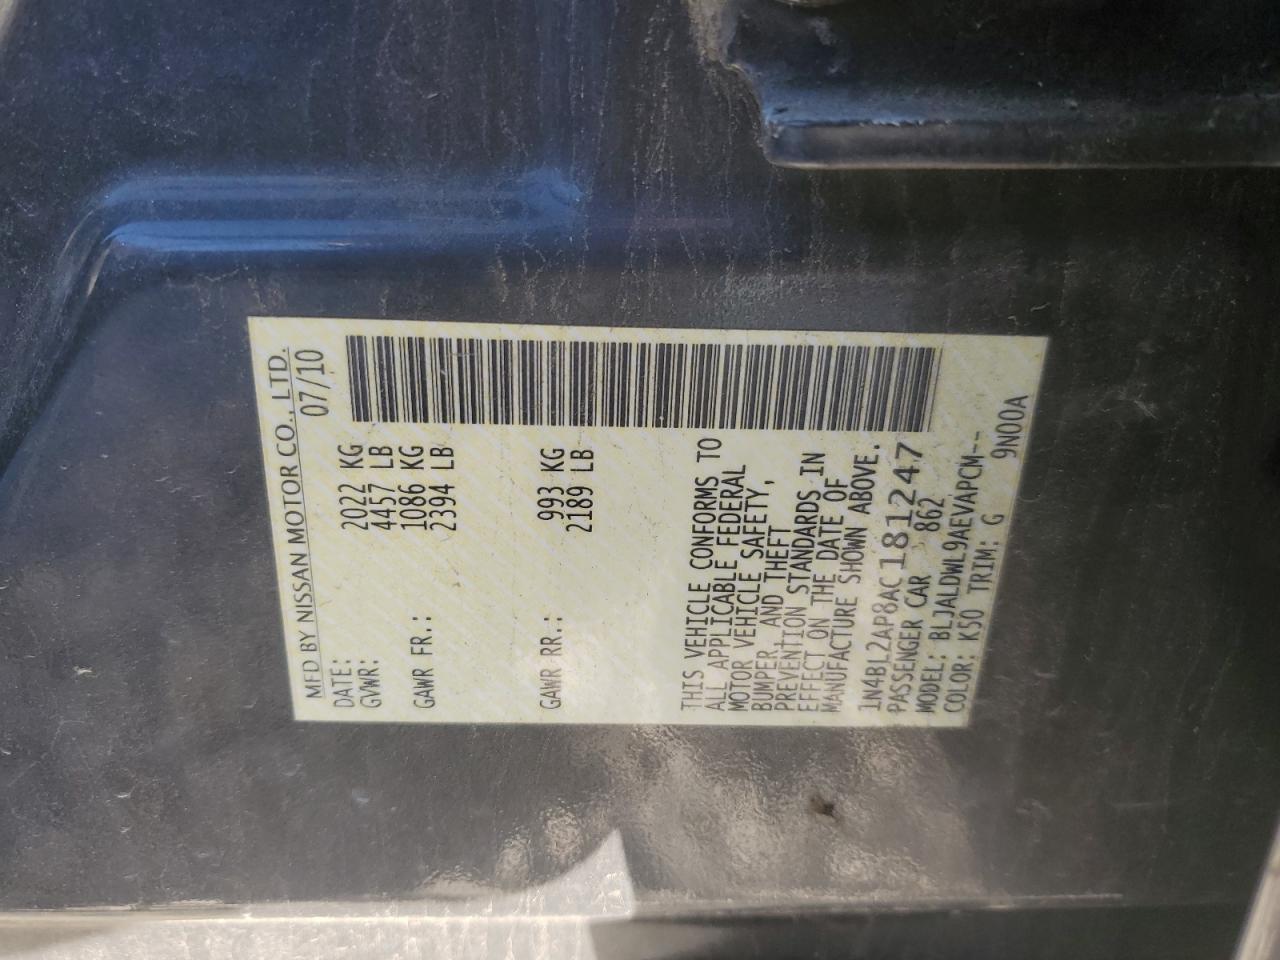 MFD BY NISSAN MOTOR CO., LTD.
DATE: 07/10
GVWR: 2022 KG
4457 LB
GAWR FR.: 1086 KG
2394 LB
GAWR RR.: 993 KG
2189 LB
THIS VEHICLE CONFORMS TO
ALL APPLICABLE FEDERAL
MOTOR VEHICLE SAFETY,
BUMPER, AND THEFT
PREVENTION STANDARDS IN
EFFECT ON THE DATE OF
MANUFACTURE SHOWN ABOVE.
1N4BL2AP8AC181247
PASSENGER CAR 862
MODEL: BLJALDWL9AEVAPCM--
COLOR: K50 TRIM: G 9N00A